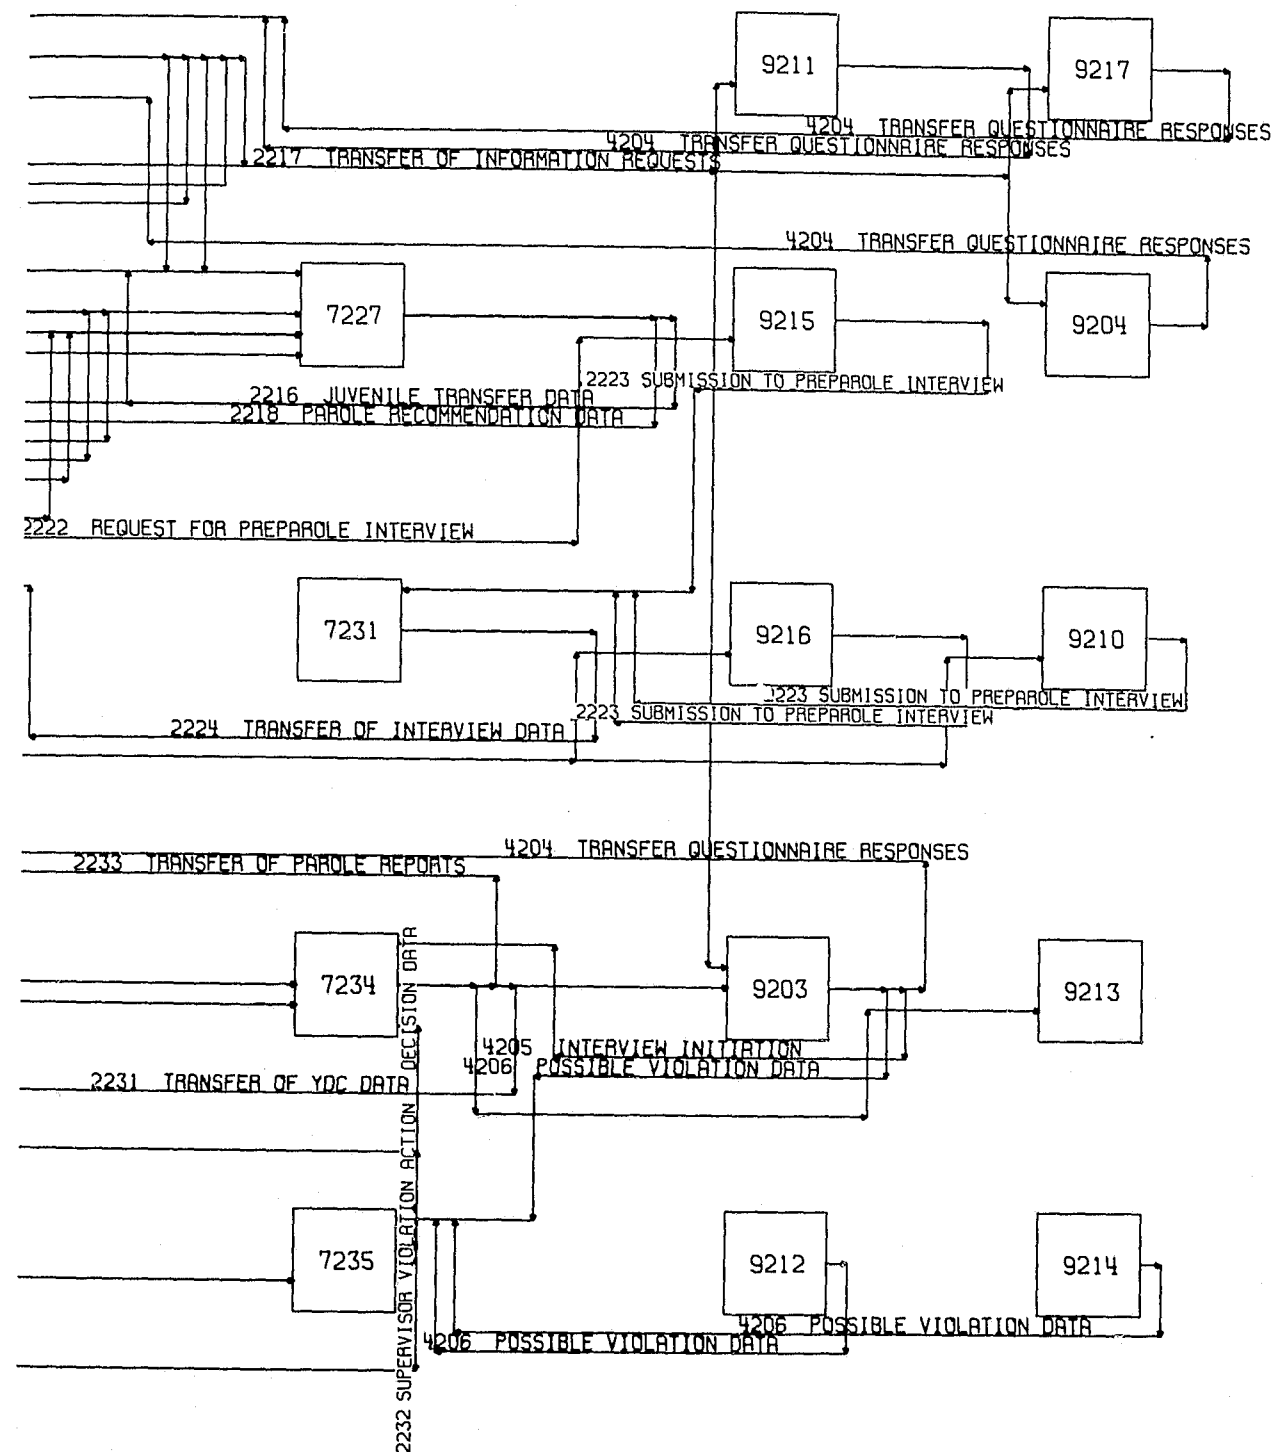 9211
9217
4204 TRANSFER QUESTIONNAIRE RESPONSES
4204 TRANSFER QUESTIONNAIRE RESPONSES
2217 TRANSFER OF INFORMATION REQUESTS
4204 TRANSFER QUESTIONNAIRE RESPONSES
7227
9215
9204
2223 SUBMISSION TO PREPAROLE INTERVIEW
2216 JUVENILE TRANSFER DATA
2218 PAROLE RECOMMENDATION DATA
2222 REQUEST FOR PREPAROLE INTERVIEW
7231
9216
9210
2223 SUBMISSION TO PREPAROLE INTERVIEW
2223 SUBMISSION TO PREPAROLE INTERVIEW
2224 TRANSFER OF INTERVIEW DATA
4204 TRANSFER QUESTIONNAIRE RESPONSES
2233 TRANSFER OF PAROLE REPORTS
7234
9203
9213
4205 INTERVIEW INITIATION
4206 POSSIBLE VIOLATION DATA
2231 TRANSFER OF YDC DATA
2232 SUPERVISOR VIOLATION ACTION DECISION DATA
7235
9212
9214
4206 POSSIBLE VIOLATION DATA
4206 POSSIBLE VIOLATION DATA